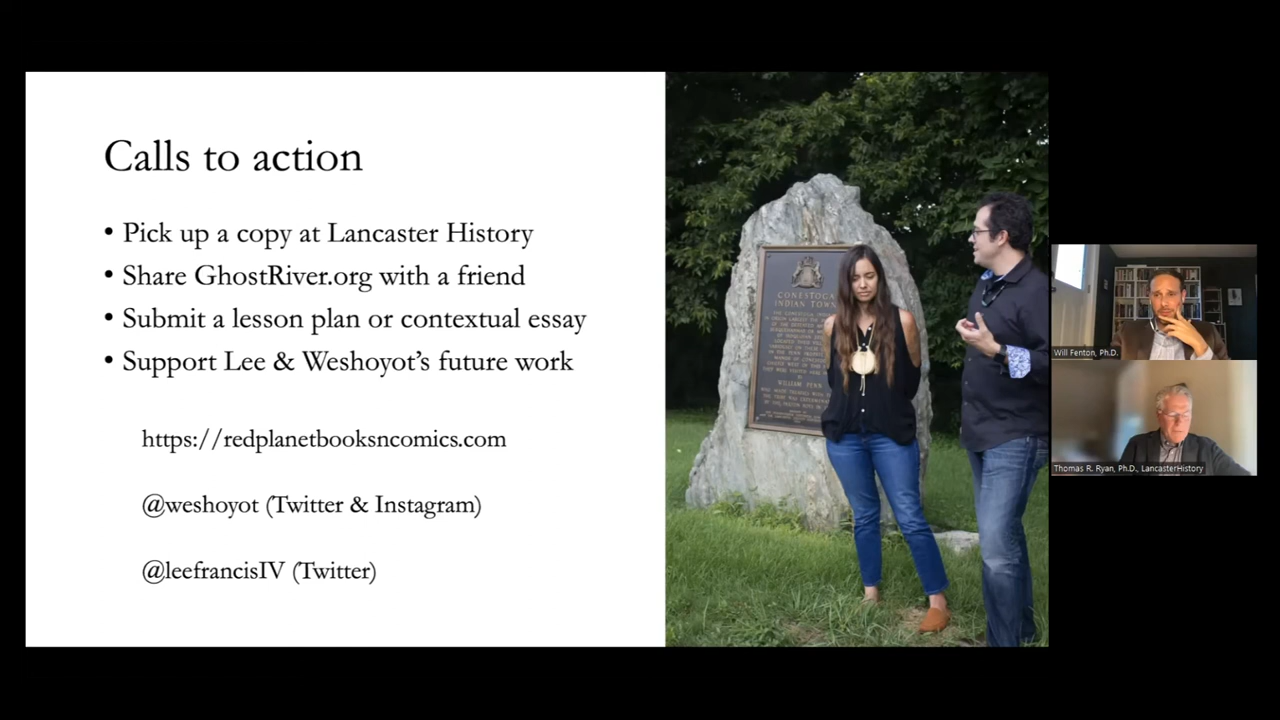 Calls to action
• Pick up a copy at Lancaster History
• Share GhostRiver.org with a friend
• Submit a lesson plan or contextual essay
• Support Lee & Weshoyot's future work
https://redplanetbooksncomics.com
@weshoyot (Twitter & Instagram)
@leefrancisIV (Twitter)
CONESTOGA
INDIAN TOWN
WILLIAM PENN
Will Fenton, Ph.D.
Thomas R. Ryan, Ph.D., LancasterHistory